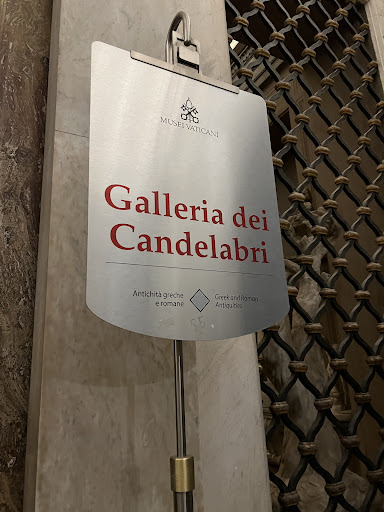 MUSEI VATICANI
Galleria dei
Candelabri
Antichità greche
e romane
Greek and Roman
Antiquities